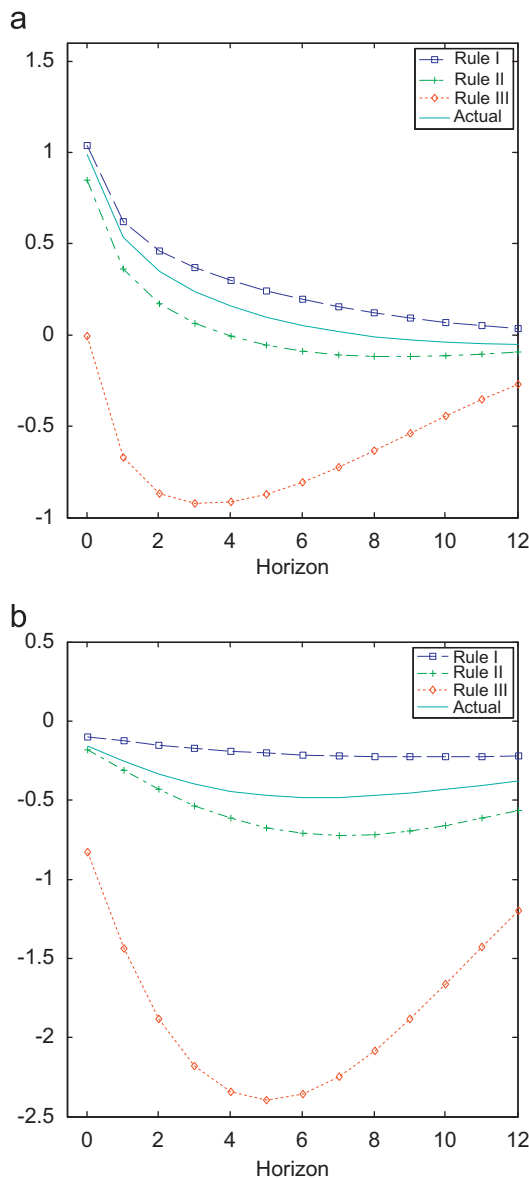 a
1.5
1
0.5
0
-0.5
-1
Rule I
Rule II
Rule III
Actual
0 2 4 6 8 10 12
Horizon
b
0.5
0
-0.5
-1
-1.5
-2
-2.5
Rule I
Rule II
Rule III
Actual
0 2 4 6 8 10 12
Horizon